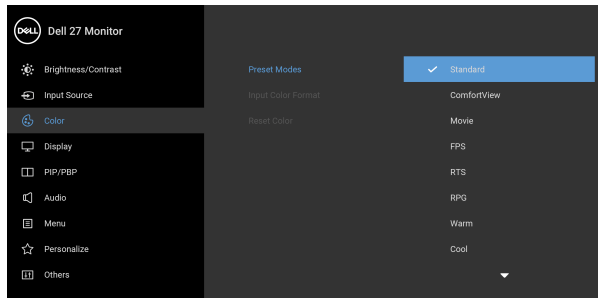 DELL Dell 27 Monitor
Brightness/Contrast
Input Source
Color
Display
PIP/PBP
Audio
Menu
Personalize
Others
Preset Modes
Input Color Format
Reset Color
Standard
ComfortView
Movie
FPS
RTS
RPG
Warm
Cool